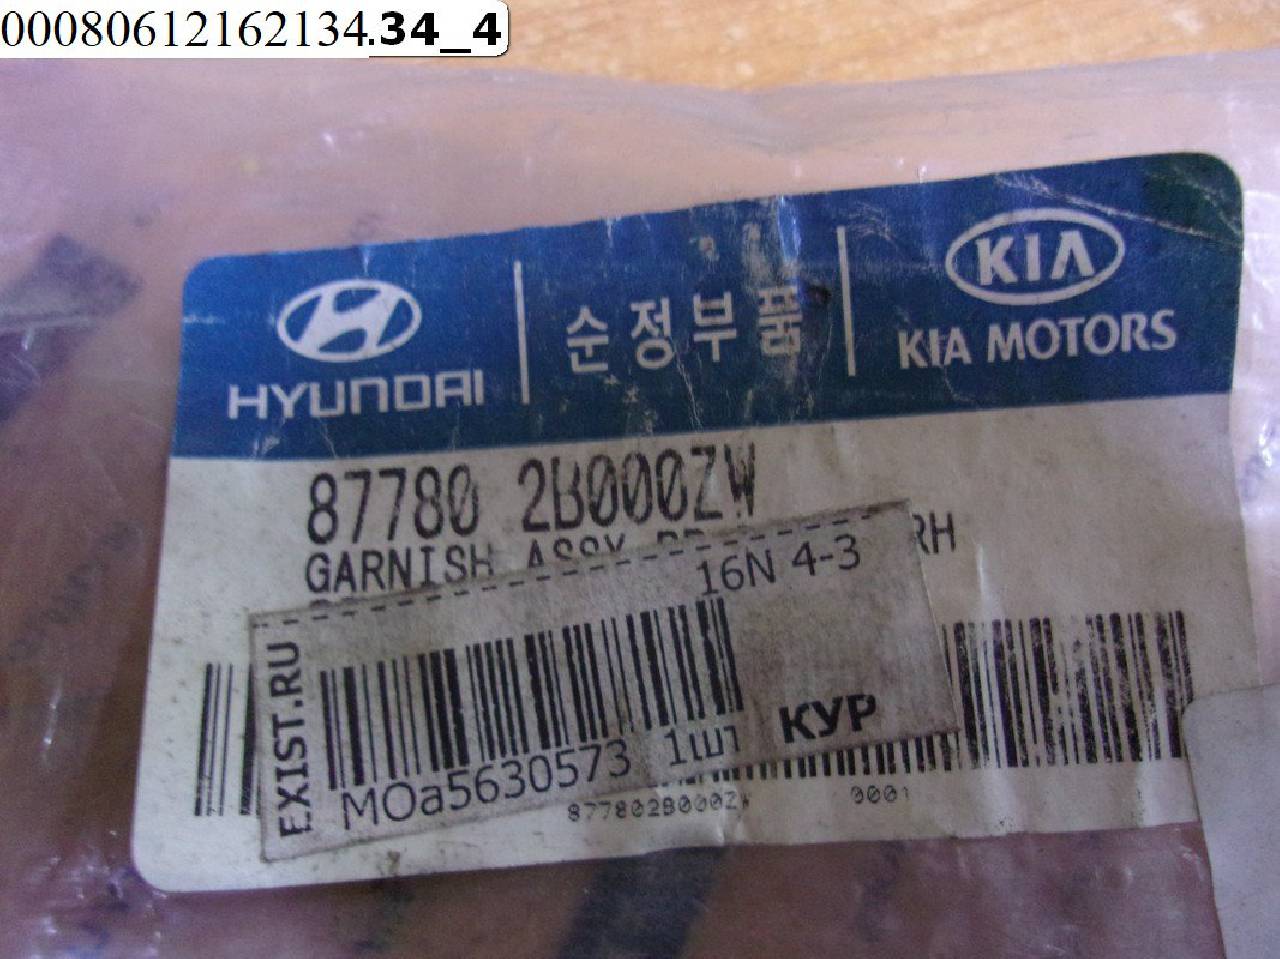 00080612162134.34_4
HYUNDAI
순정부품
KIA
KIA MOTORS
87780 2B000ZW
GARNISH ASSY RH
16N 4-3
EXIST.RU
КУР
MOa5630573 1шт
877802B000ZW 0001